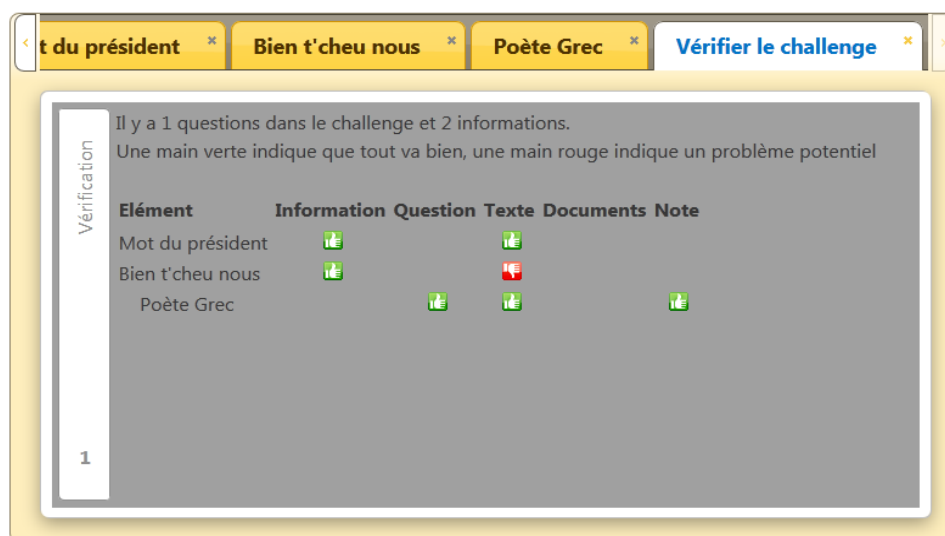 t du président
Bien t'cheu nous
Poète Grec
Vérifier le challenge
Vérification
1
Il y a 1 questions dans le challenge et 2 informations.
Une main verte indique que tout va bien, une main rouge indique un problème potentiel
Elément Information Question Texte Documents Note
Mot du président
Bien t'cheu nous
Poète Grec